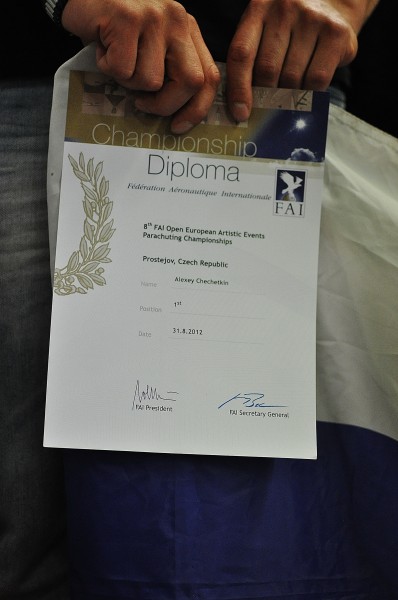 Championship
Diploma
Fédération Aéronautique Internationale
FAI
8th FAI Open European Artistic Events
Parachuting Championships
Prostejov, Czech Republic
Name Alexey Chechetkin
Position 1st
Date: 31.8.2012
FAI President
FAI Secretary General